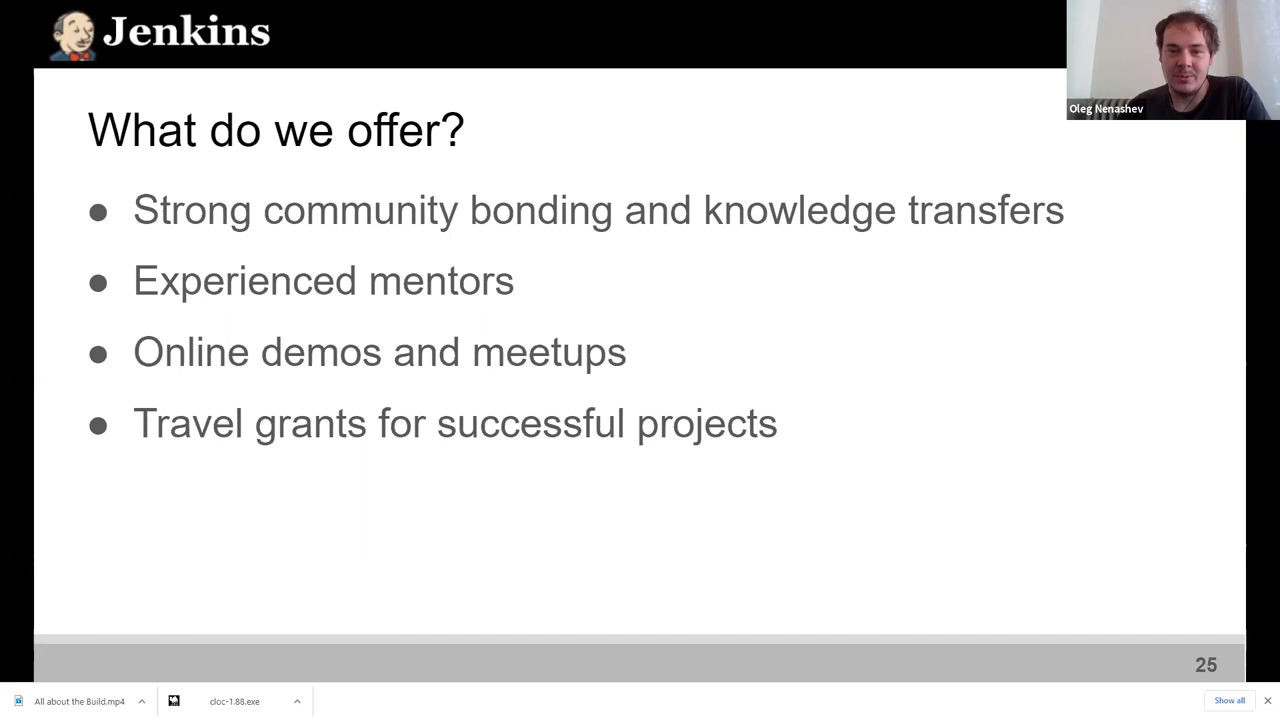 Jenkins
Oleg Nenashev
What do we offer?
● Strong community bonding and knowledge transfers
● Experienced mentors
● Online demos and meetups
● Travel grants for successful projects
25
All about the Build.mp4
cloc-1.88.exe
Show all